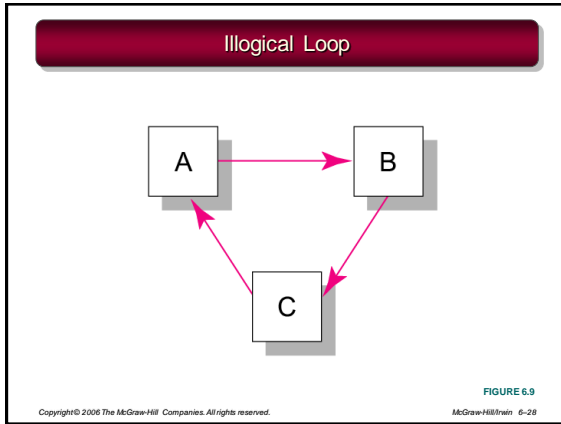 Illogical Loop
A
B
C
FIGURE 6.9
Copyright © 2006 The McGraw-Hill Companies. All rights reserved.
McGraw-Hill/Irwin 6–28